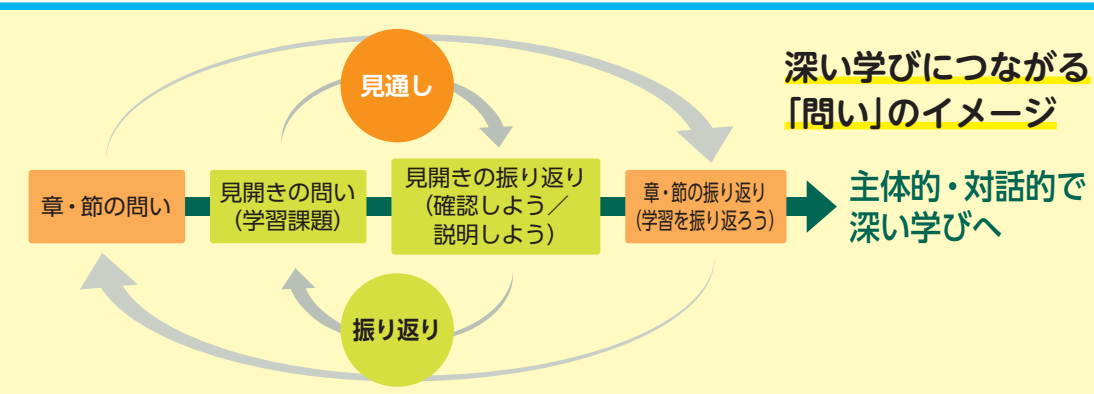 見通し
深い学びにつながる
「問い」のイメージ
章・節の問い
見開きの問い
(学習課題)
見開きの振り返り
(確認しよう/
説明しよう)
章・節の振り返り
(学習を振り返ろう)
主体的・対話的で
深い学びへ
振り返り